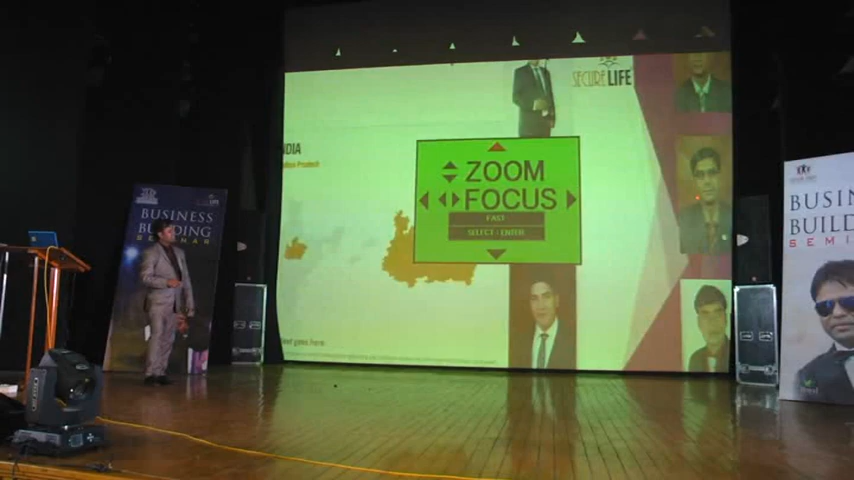 SECURE LIFE
INDIA
ZOOM
FOCUS
FAST
SELECT : ENTER
BUSINESS
BUILDING
SEMINAR
BUSIN
BUILD
SEMI